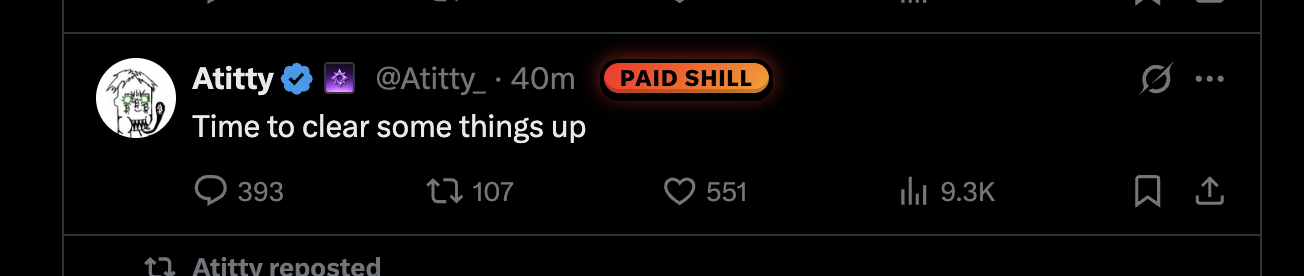 Atitty @Atitty_ · 40m PAID SHILL
Time to clear some things up
393 107 551 9.3K
Atitty reposted